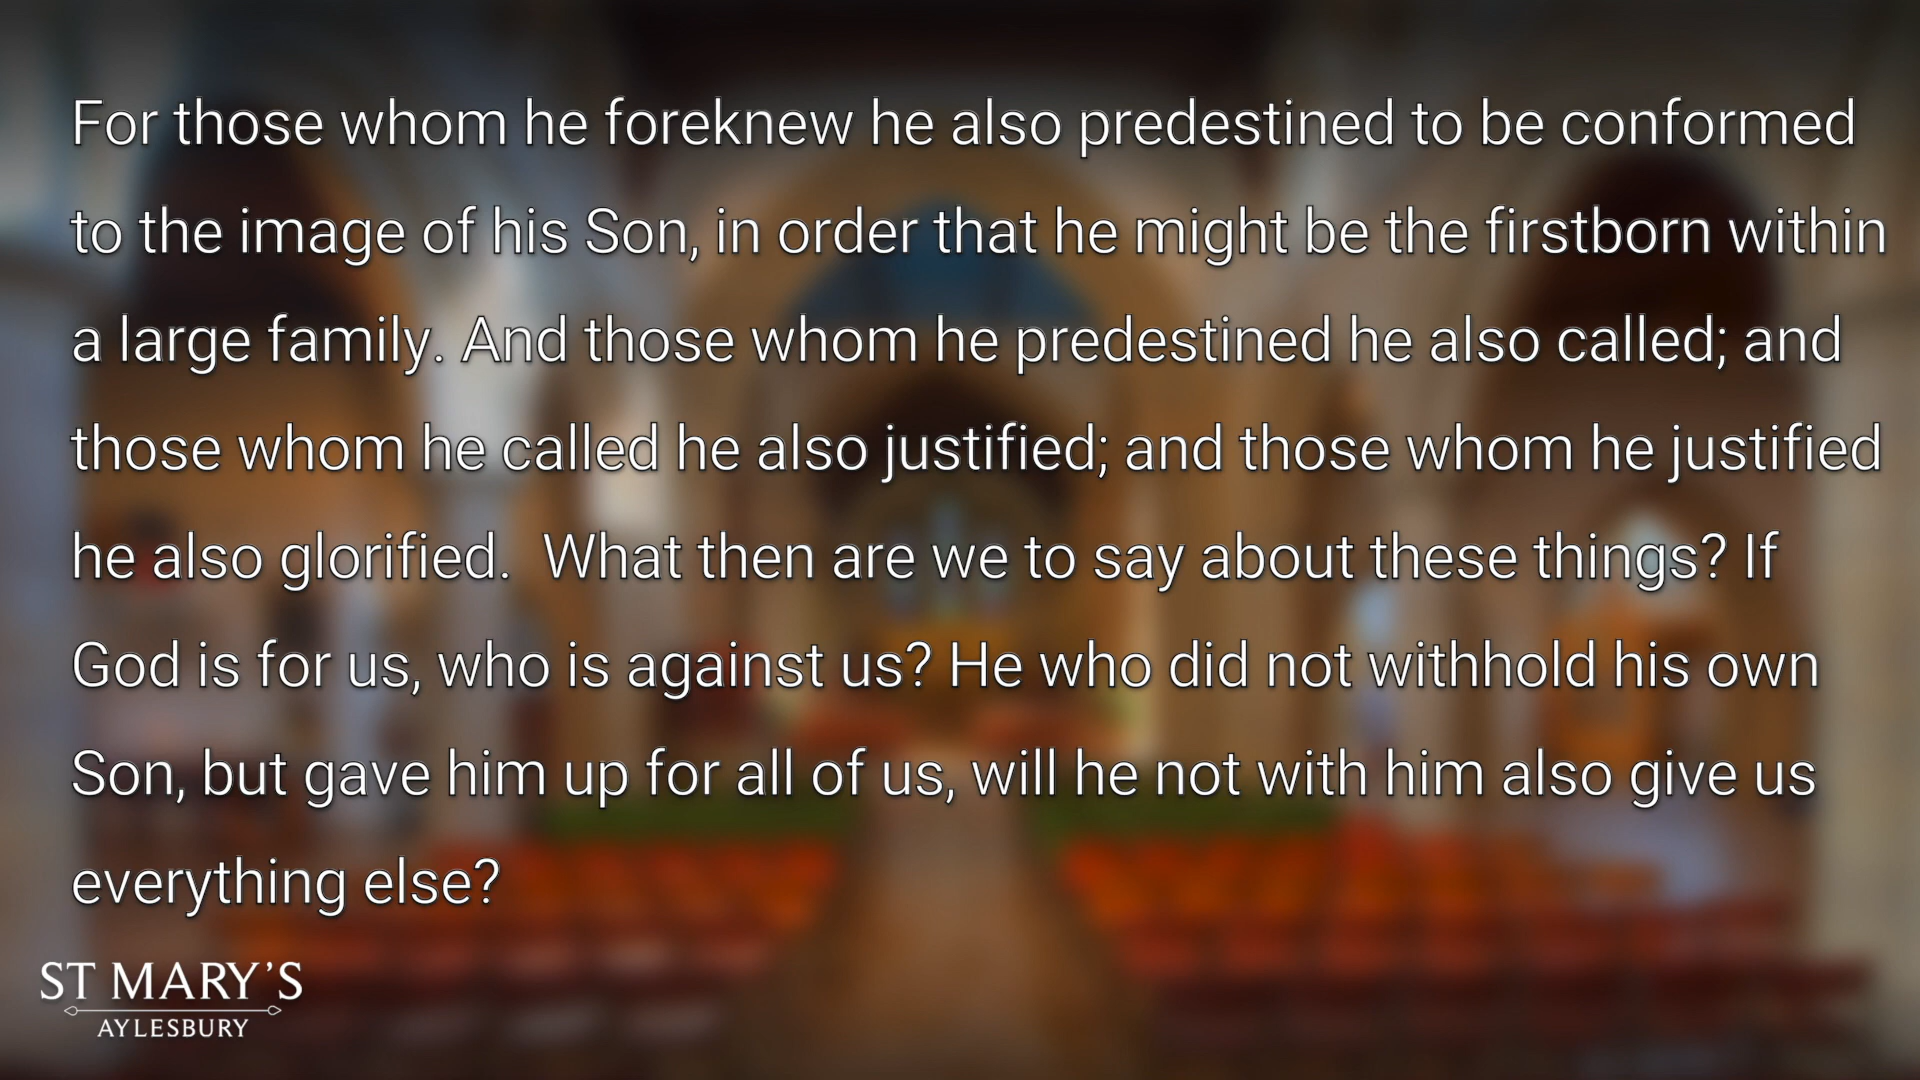 For those whom he foreknew he also predestined to be conformed
to the image of his Son, in order that he might be the firstborn within
a large family. And those whom he predestined he also called; and
those whom he called he also justified; and those whom he justified
he also glorified.  What then are we to say about these things? If
God is for us, who is against us? He who did not withhold his own
Son, but gave him up for all of us, will he not with him also give us
everything else?
ST MARY'S
AYLESBURY